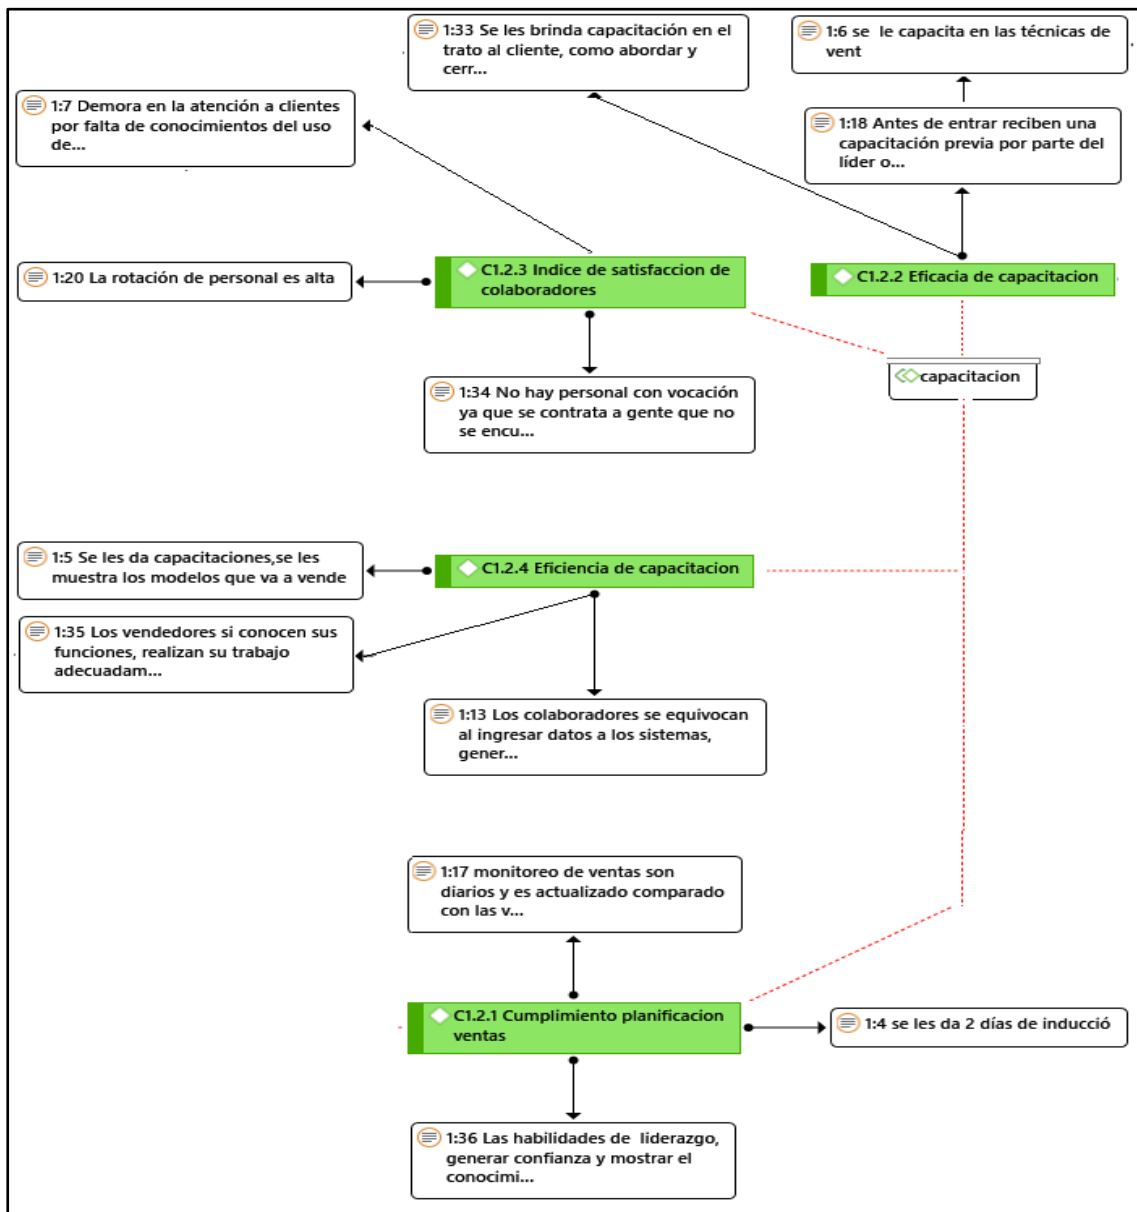 1:33 Se les brinda capacitación en el
trato al cliente, como abordar y
cerr...
1:6 se le capacita en las técnicas de
vent
1:7 Demora en la atención a clientes
por falta de conocimientos del uso
de...
1:18 Antes de entrar reciben una
capacitación previa por parte del
líder o...
1:20 La rotación de personal es alta
C1.2.3 Indice de satisfaccion de
colaboradores
C1.2.2 Eficacia de capacitacion
capacitacion
1:34 No hay personal con vocación
ya que se contrata a gente que no
se encu...
1:5 Se les da capacitaciones,se les
muestra los modelos que va a vende
C1.2.4 Eficiencia de capacitacion
1:35 Los vendedores si conocen sus
funciones, realizan su trabajo
adecuadam...
1:13 Los colaboradores se equivocan
al ingresar datos a los sistemas,
gener...
1:17 monitoreo de ventas son
diarios y es actualizado comparado
con las v...
C1.2.1 Cumplimiento planificacion
ventas
1:4 se les da 2 días de inducció
1:36 Las habilidades de liderazgo,
generar confianza y mostrar el
conocimi...